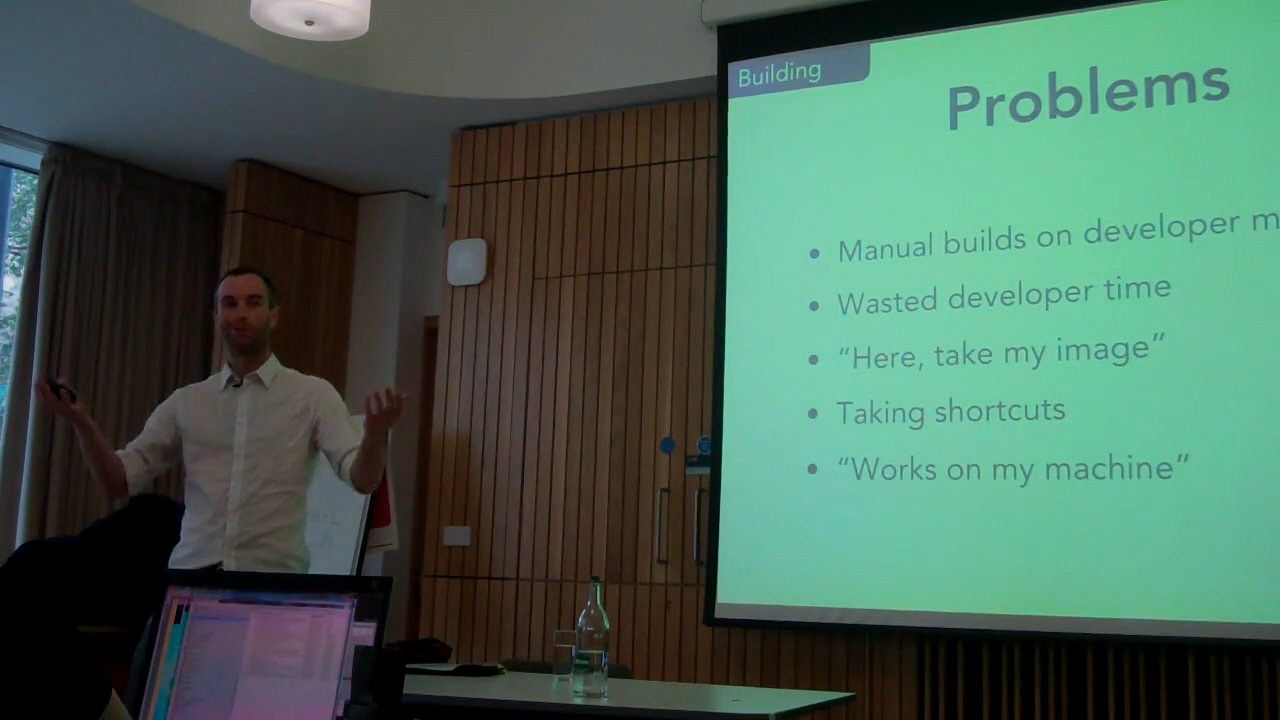 Building
Problems
• Manual builds on developer m
• Wasted developer time
• “Here, take my image”
• Taking shortcuts
• “Works on my machine”